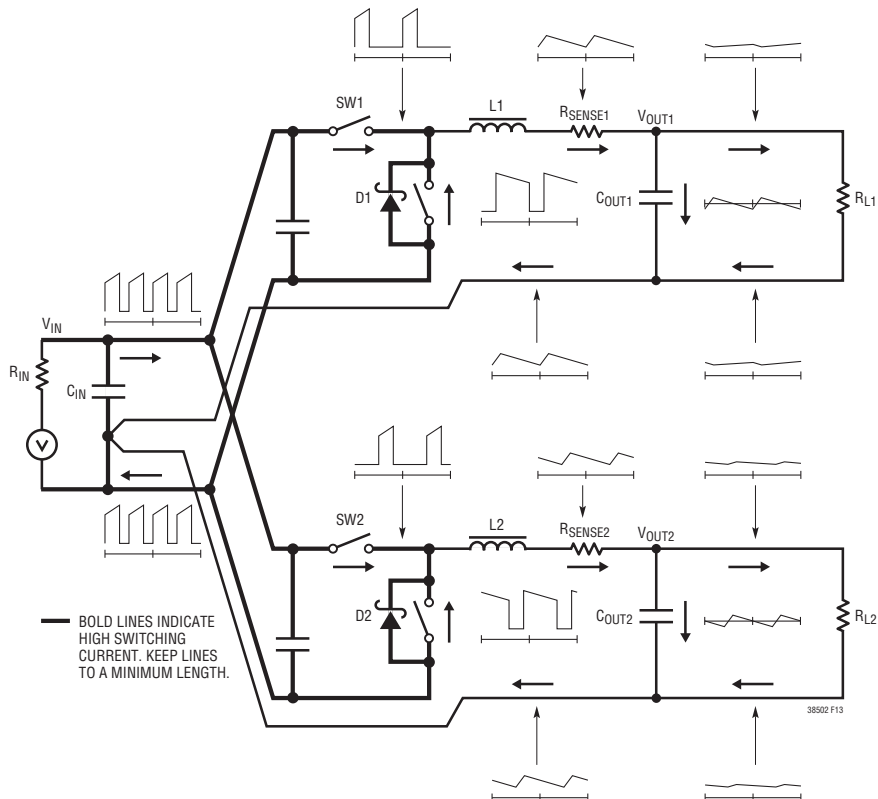 SW1
L1
RSENSE1
VOUT1
D1
COUT1
RL1
VIN
RIN
CIN
V
SW2
L2
RSENSE2
VOUT2
D2
COUT2
RL2
BOLD LINES INDICATE
HIGH SWITCHING
CURRENT. KEEP LINES
TO A MINIMUM LENGTH.
38502 F13